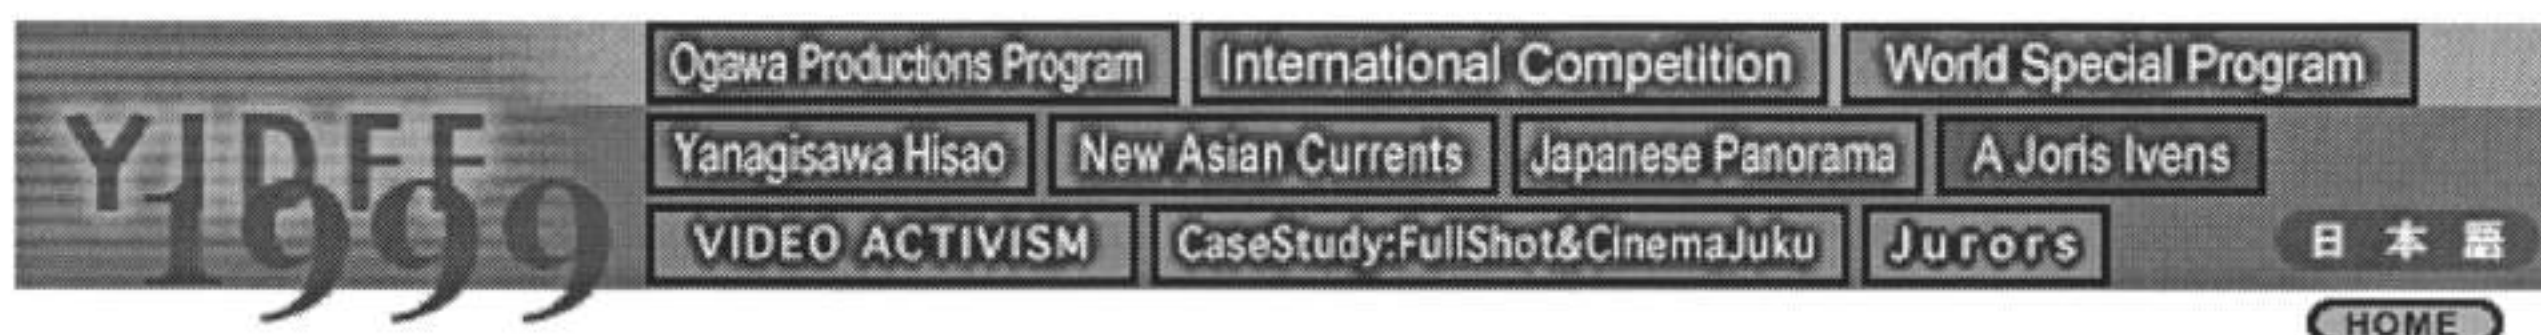 YIDFF
1999
Ogawa Productions Program International Competition World Special Program
Yanagisawa Hisao New Asian Currents Japanese Panorama A Joris Ivens
VIDEO ACTIVISM CaseStudy:FullShot&CinemaJuku Jurors 日本語
HOME